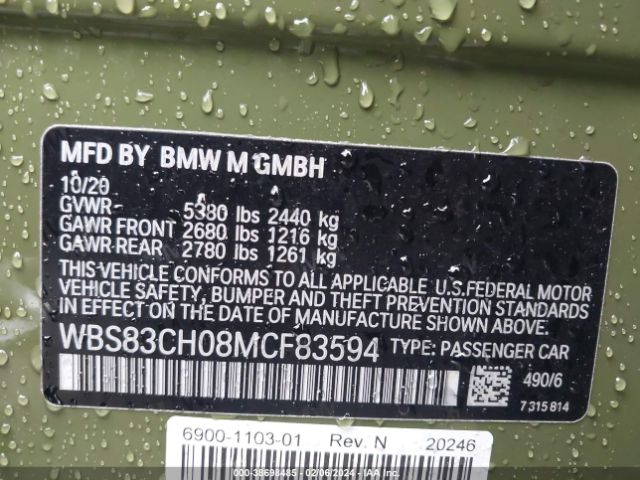 MFD BY BMW M GMBH
10/20
GVWR 5380 lbs 2440 kg
GAWR FRONT 2680 lbs 1216 kg
GAWR REAR 2780 lbs 1261 kg
THIS VEHICLE CONFORMS TO ALL APPLICABLE U.S.FEDERAL MOTOR
VEHICLE SAFETY, BUMPER AND THEFT PREVENTION STANDARDS
IN EFFECT ON THE DATE OF MANUFACTURE SHOWN ABOVE.
WBS83CH08MCF83594 TYPE: PASSENGER CAR
490/6
7 315 814
6900-1103-01 Rev. N 20246
000-38698485 - 02/06/2024 - IAA Inc.